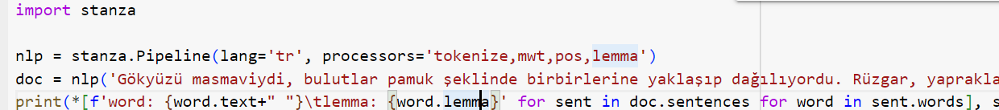 import stanza
nlp = stanza.Pipeline(lang='tr', processors='tokenize,mwt,pos,lemma')
doc = nlp('Gökyüzü masmaviydi, bulutlar pamuk şeklinde birbirlerine yaklaşıp dağılıyordu. Rüzgar, yaprakla
print(*[f'word: {word.text+" "}\tlemma: {word.lemma}' for sent in doc.sentences for word in sent.words], s